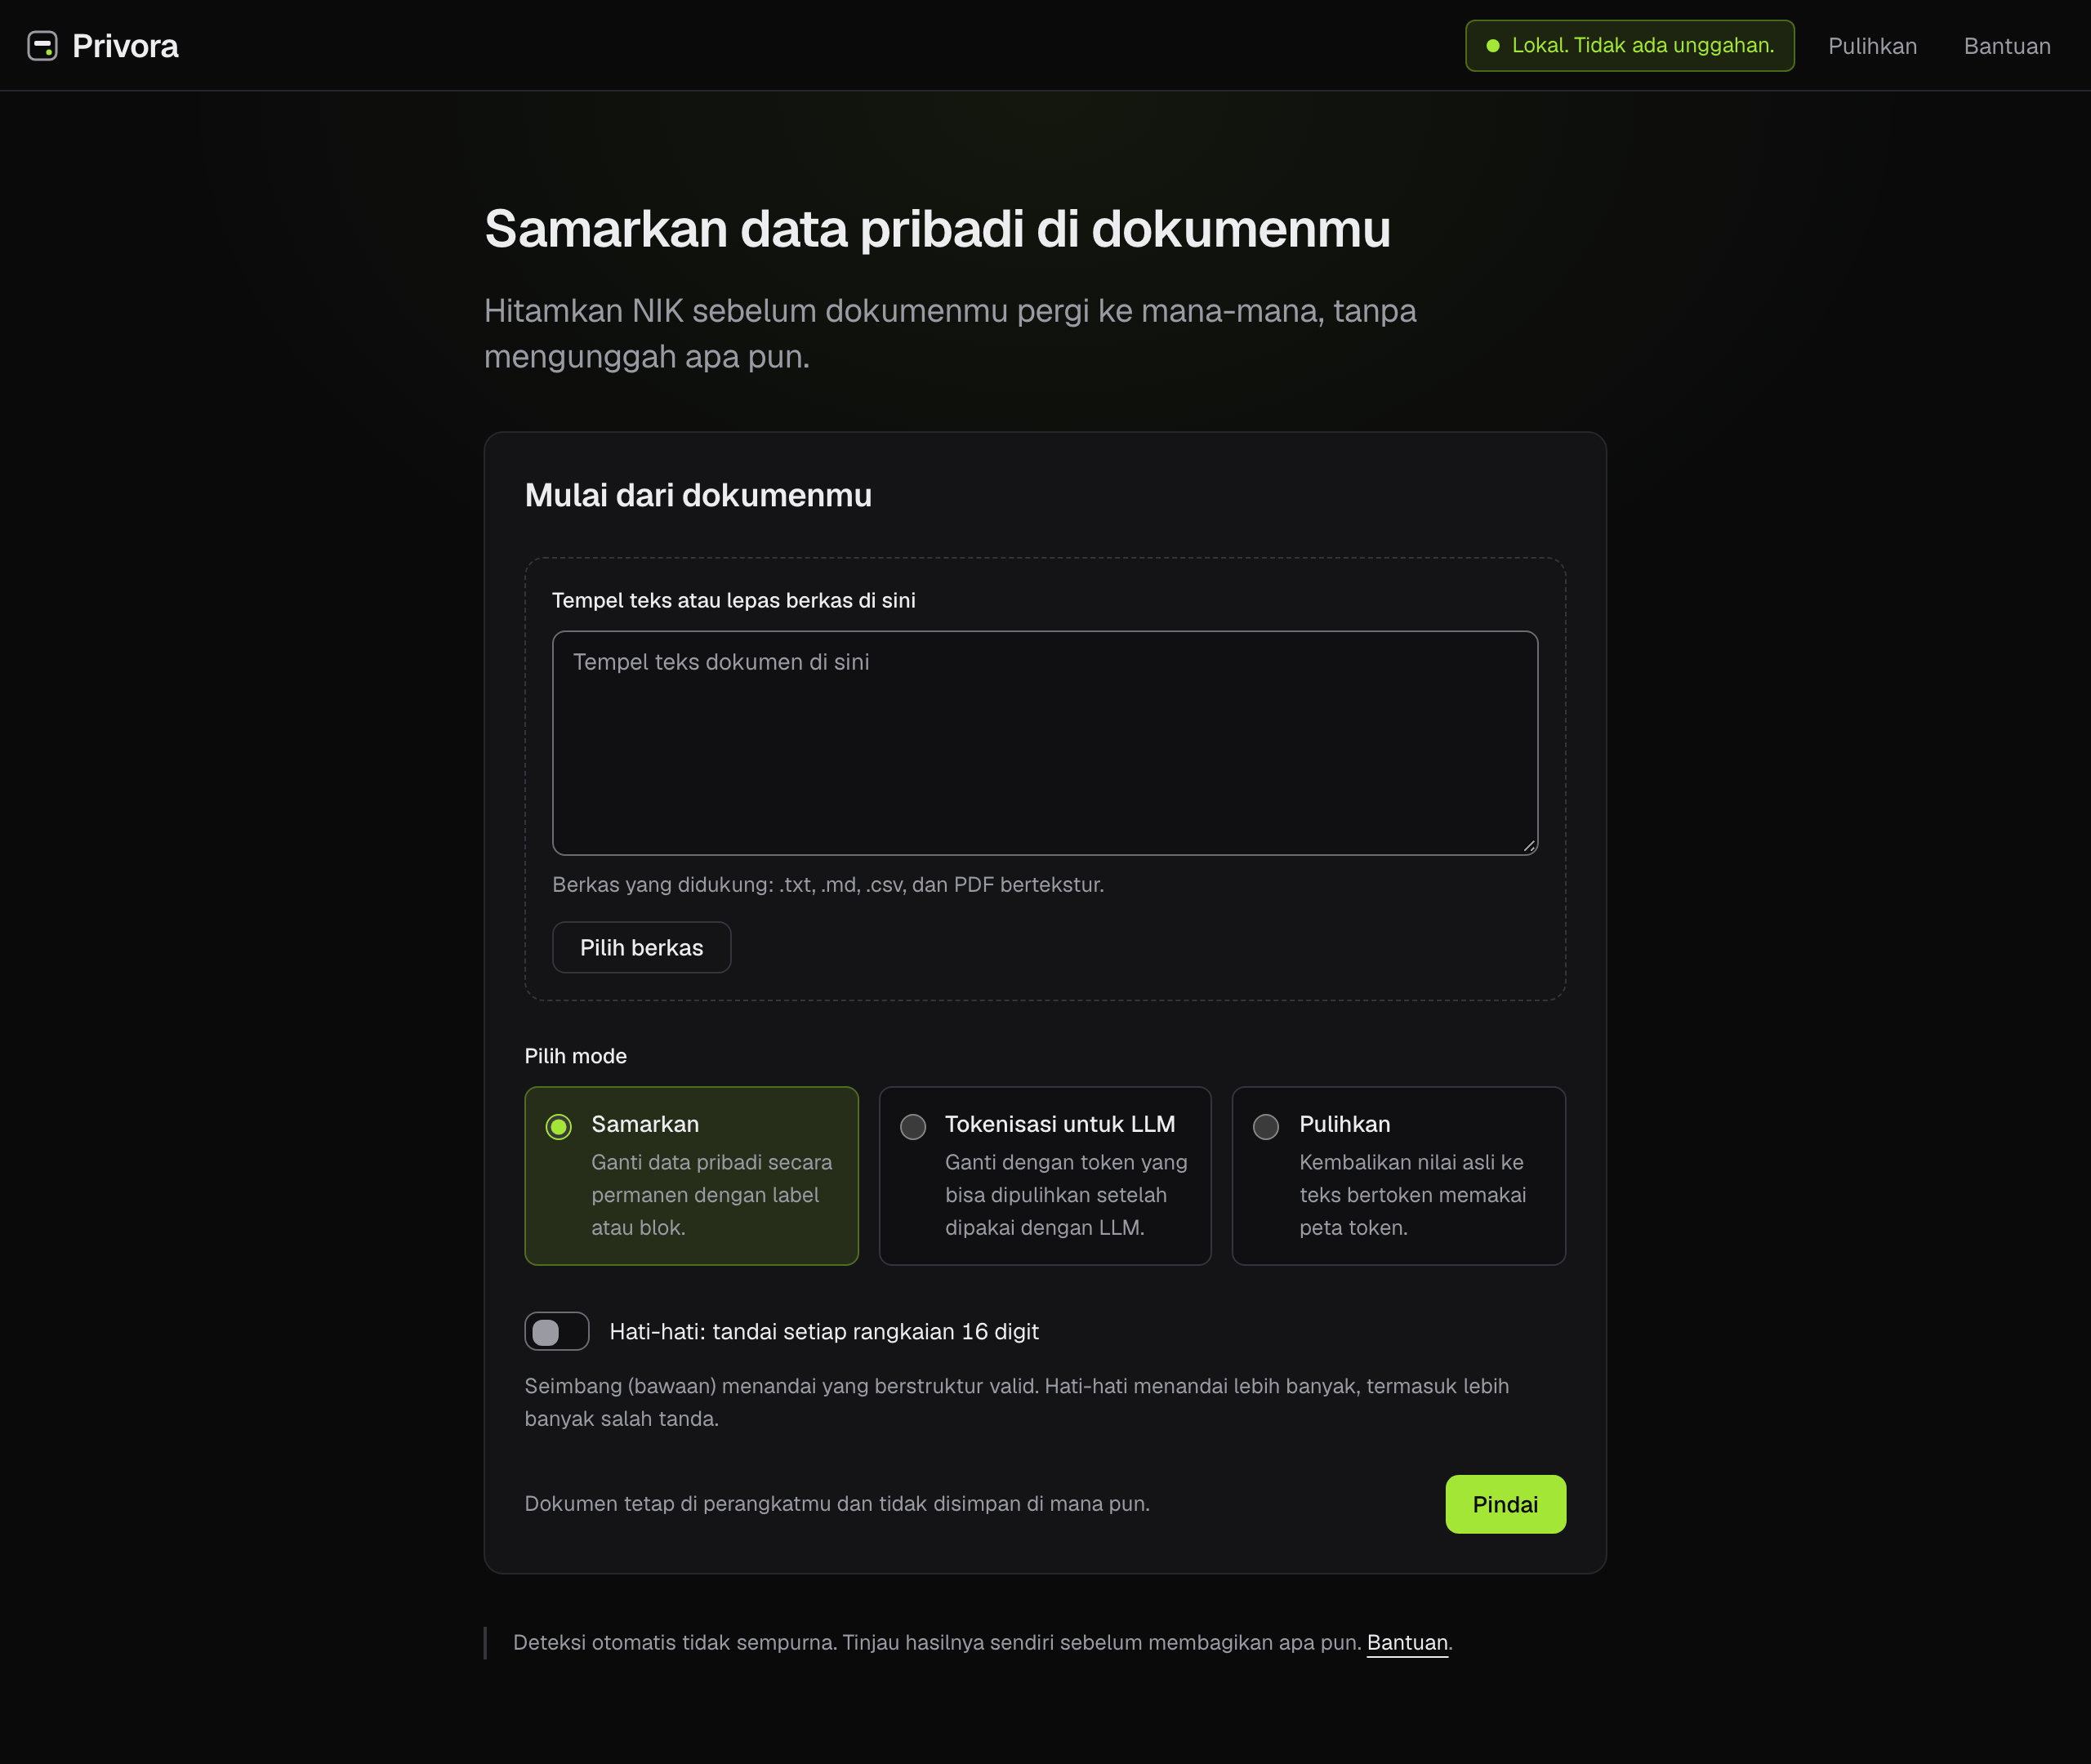 Privora
Lokal. Tidak ada unggahan.
Pulihkan
Bantuan
Samarkan data pribadi di dokumenmu
Hitamkan NIK sebelum dokumenmu pergi ke mana-mana, tanpa
mengunggah apa pun.
Mulai dari dokumenmu
Tempel teks atau lepas berkas di sini
Tempel teks dokumen di sini
Berkas yang didukung: .txt, .md, .csv, dan PDF bertekstur.
Pilih berkas
Pilih mode
Samarkan
Ganti data pribadi secara
permanen dengan label
atau blok.
Tokenisasi untuk LLM
Ganti dengan token yang
bisa dipulihkan setelah
dipakai dengan LLM.
Pulihkan
Kembalikan nilai asli ke
teks bertoken memakai
peta token.
Hati-hati: tandai setiap rangkaian 16 digit
Seimbang (bawaan) menandai yang berstruktur valid. Hati-hati menandai lebih banyak, termasuk lebih
banyak salah tanda.
Dokumen tetap di perangkatmu dan tidak disimpan di mana pun.
Pindai
Deteksi otomatis tidak sempurna. Tinjau hasilnya sendiri sebelum membagikan apa pun. Bantuan.